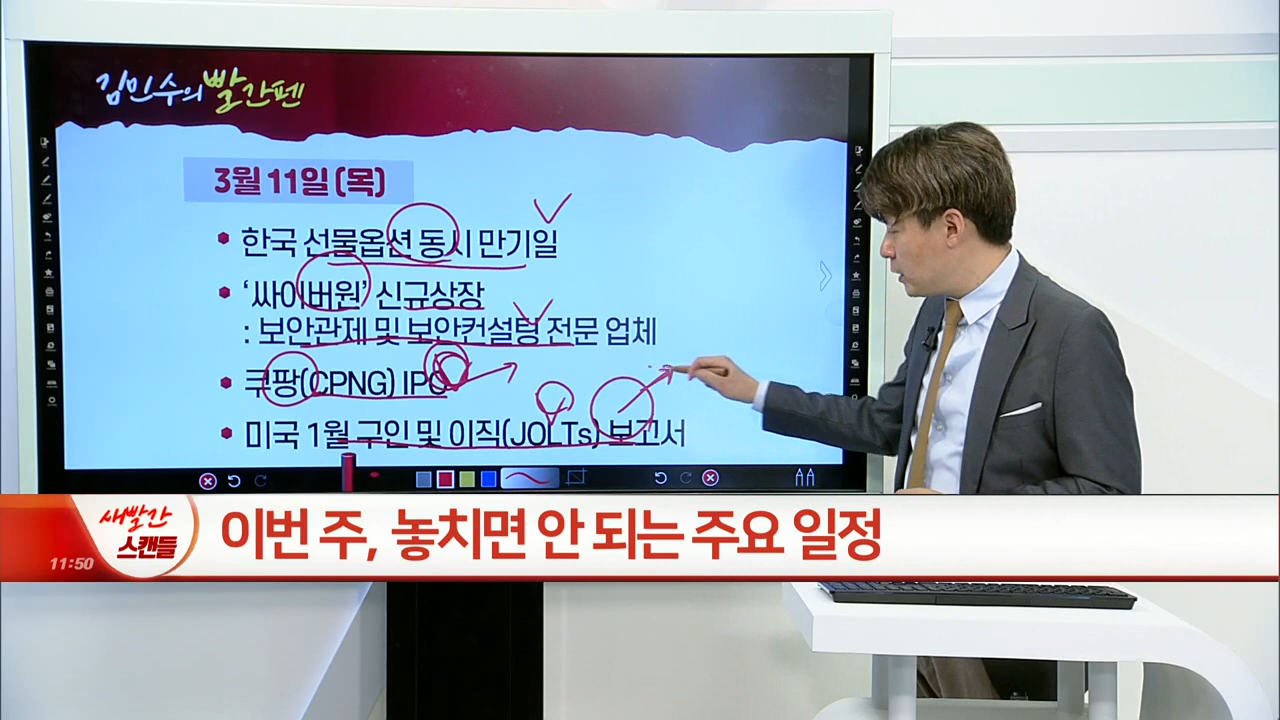 김민수의 빨간펜
3월 11일 (목)
한국 선물옵션 동시 만기일
‘싸이버원’ 신규상장
: 보안관제 및 보안컨설팅 전문 업체
쿠팡(CPNG) IPO
미국 1월 구인 및 이직(JOLTs) 보고서
새빨간
스캔들
11:50
이번 주, 놓치면 안 되는 주요 일정